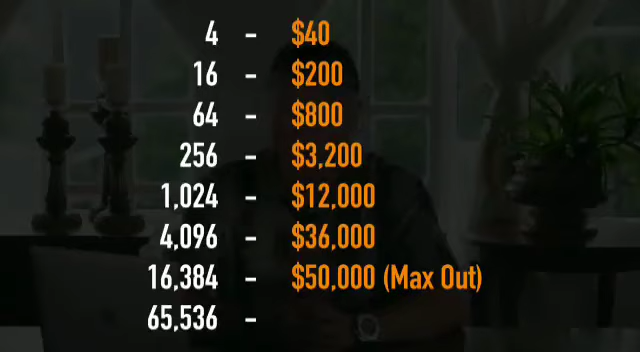 4 - $40
16 - $200
64 - $800
256 - $3,200
1,024 - $12,000
4,096 - $36,000
16,384 - $50,000 (Max Out)
65,536 -